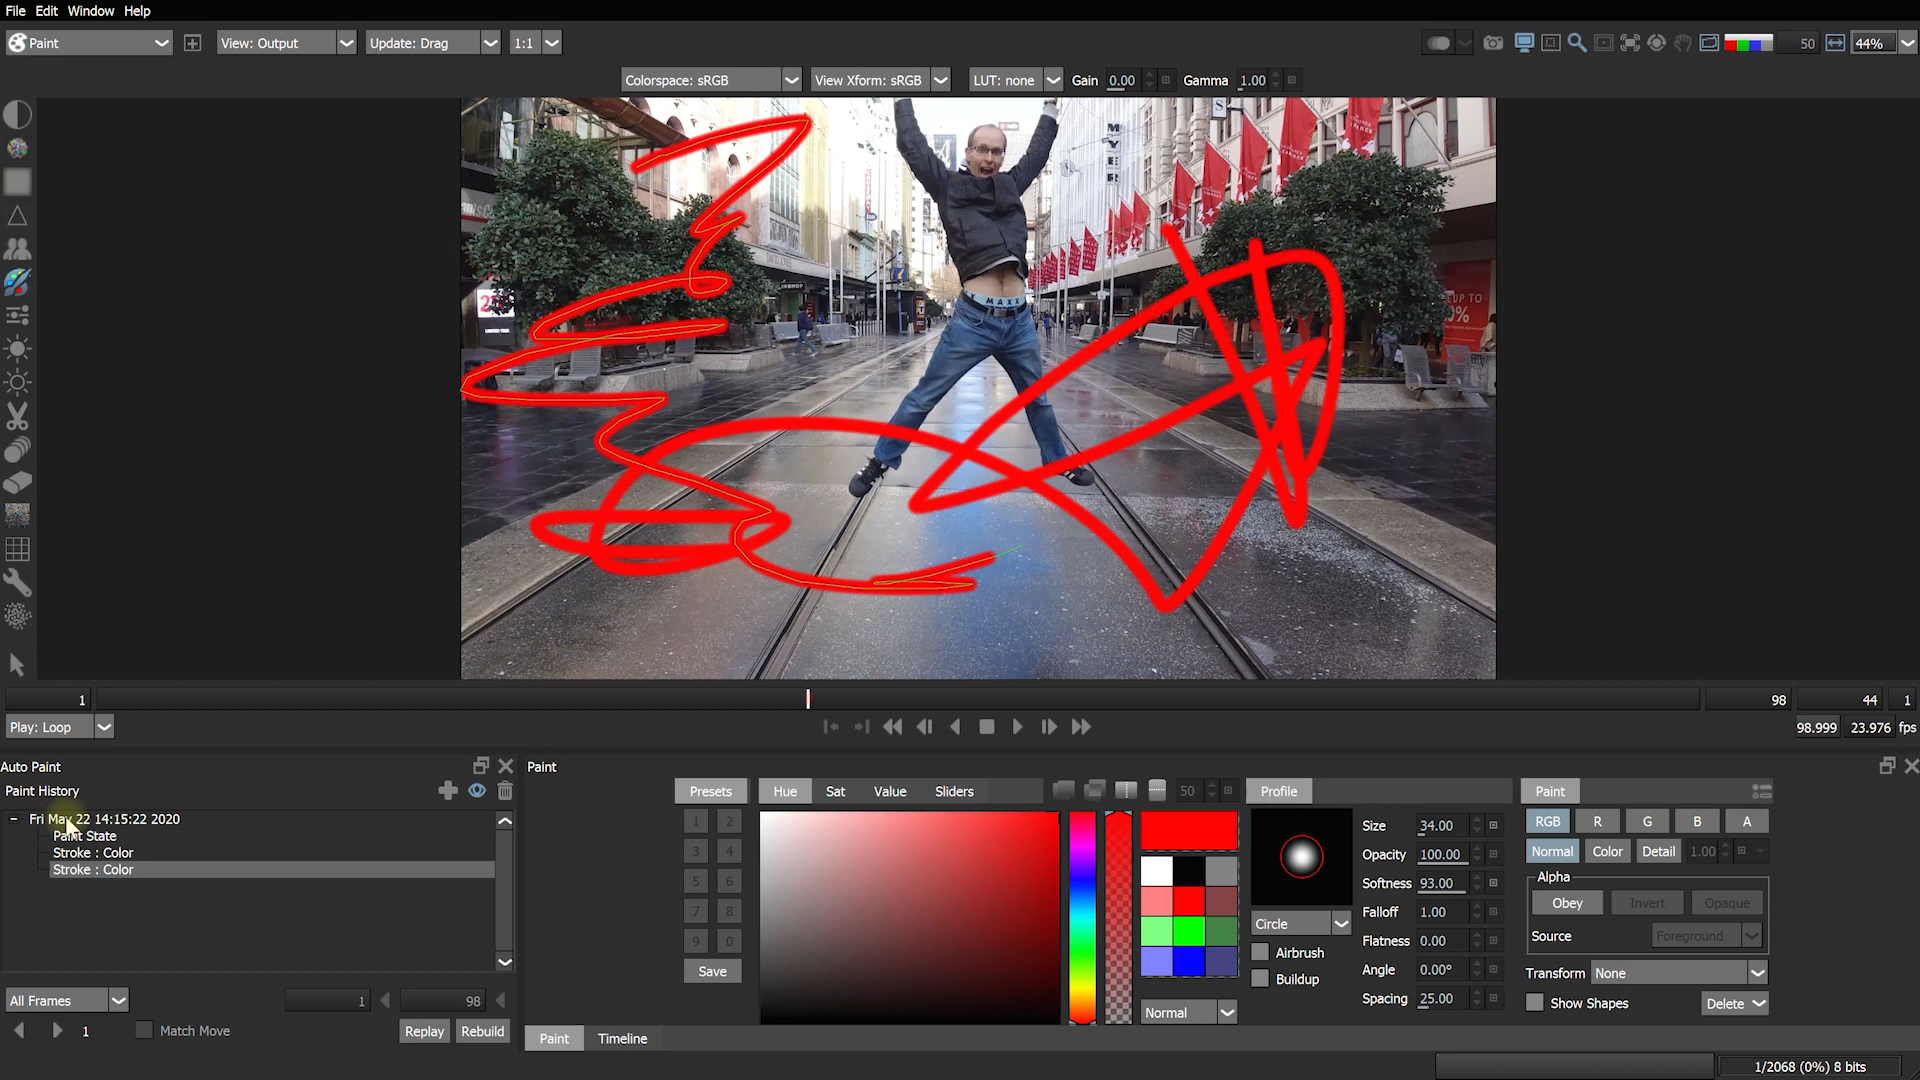 File Edit Window Help
Paint View: Output Update: Drag 1:1 50 44%
Colorspace: sRGB View Xform: sRGB LUT: none Gain 0.00 Gamma 1.00
S
MYER
MAXX
UP TO
1 98 44 1
Play: Loop 98.999 23.976 fps
Auto Paint
Paint History
Fri May 22 14:15:22 2020
Paint State
Stroke : Color
Stroke : Color
All Frames 1 98
1 Match Move Replay Rebuild
Paint
Presets
1 2
3 4
5 6
7 8
9 0
Save
Hue Sat Value Sliders 50
Normal
Profile
Circle
Airbrush
Buildup
Size 34.00
Opacity 100.00
Softness 93.00
Falloff 1.00
Flatness 0.00
Angle 0.00°
Spacing 25.00
Paint
RGB R G B A
Normal Color Detail 1.00
Alpha
Obey Invert Opaque
Source Foreground
Transform None
Show Shapes Delete
Paint Timeline
1/2068 (0%) 8 bits